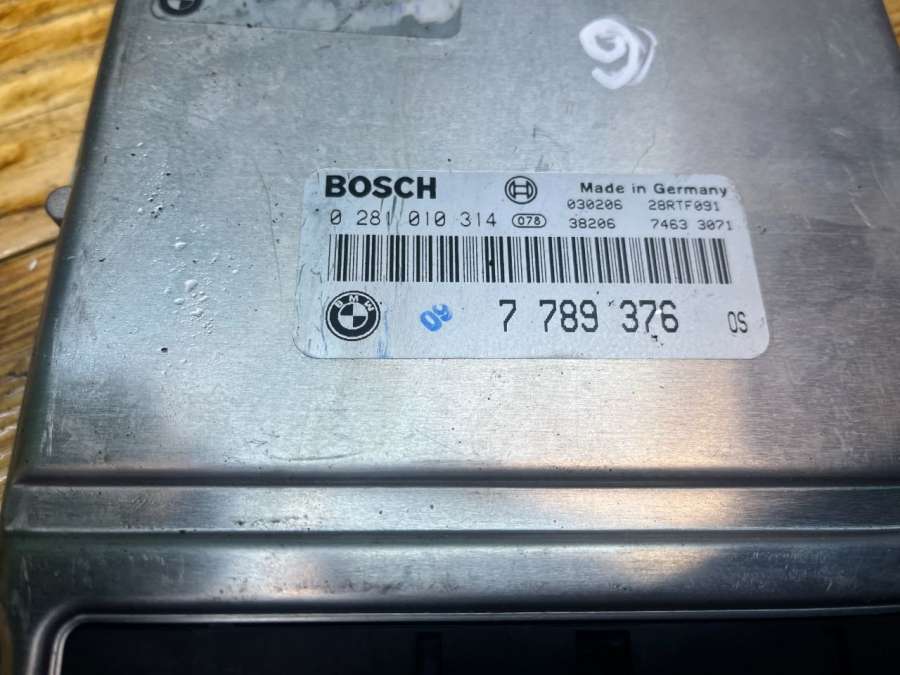 9
BOSCH Made in Germany
030206 28RTF091
0 281 010 314 078 38206 7463 3071
BMW 7 789 376 OS